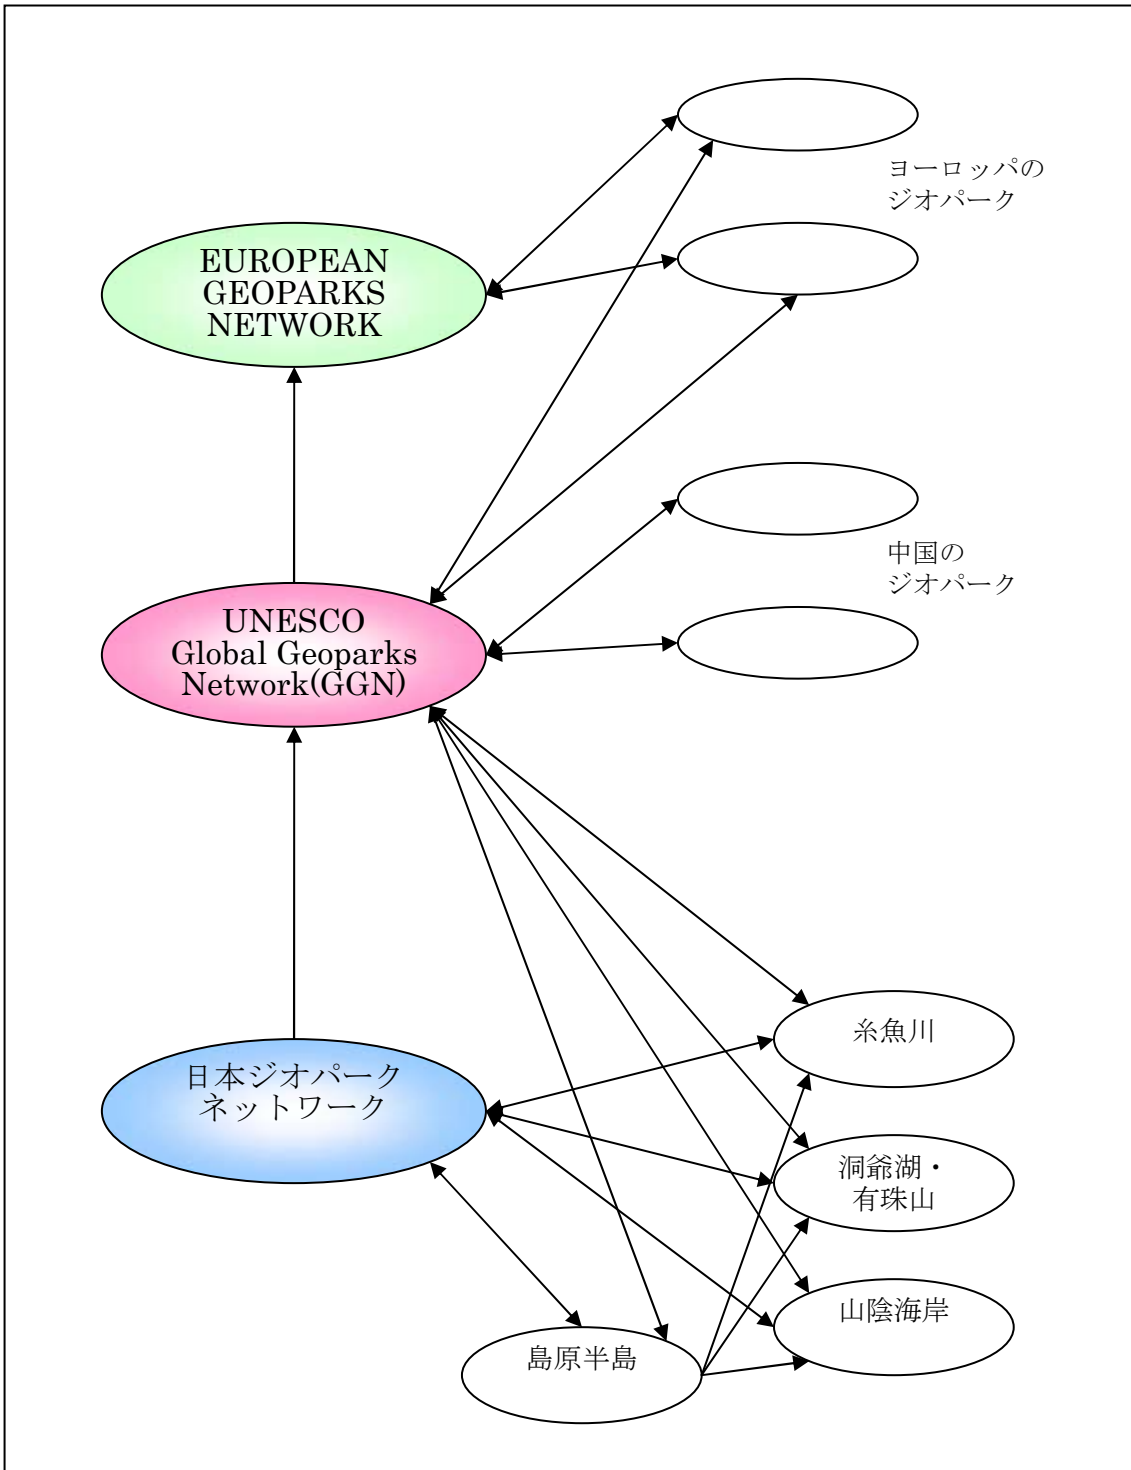 ヨーロッパの
ジオパーク
EUROPEAN
GEOPARKS
NETWORK
中国の
ジオパーク
UNESCO
Global Geoparks
Network(GGN)
糸魚川
日本ジオパーク
ネットワーク
洞爺湖・
有珠山
山陰海岸
島原半島